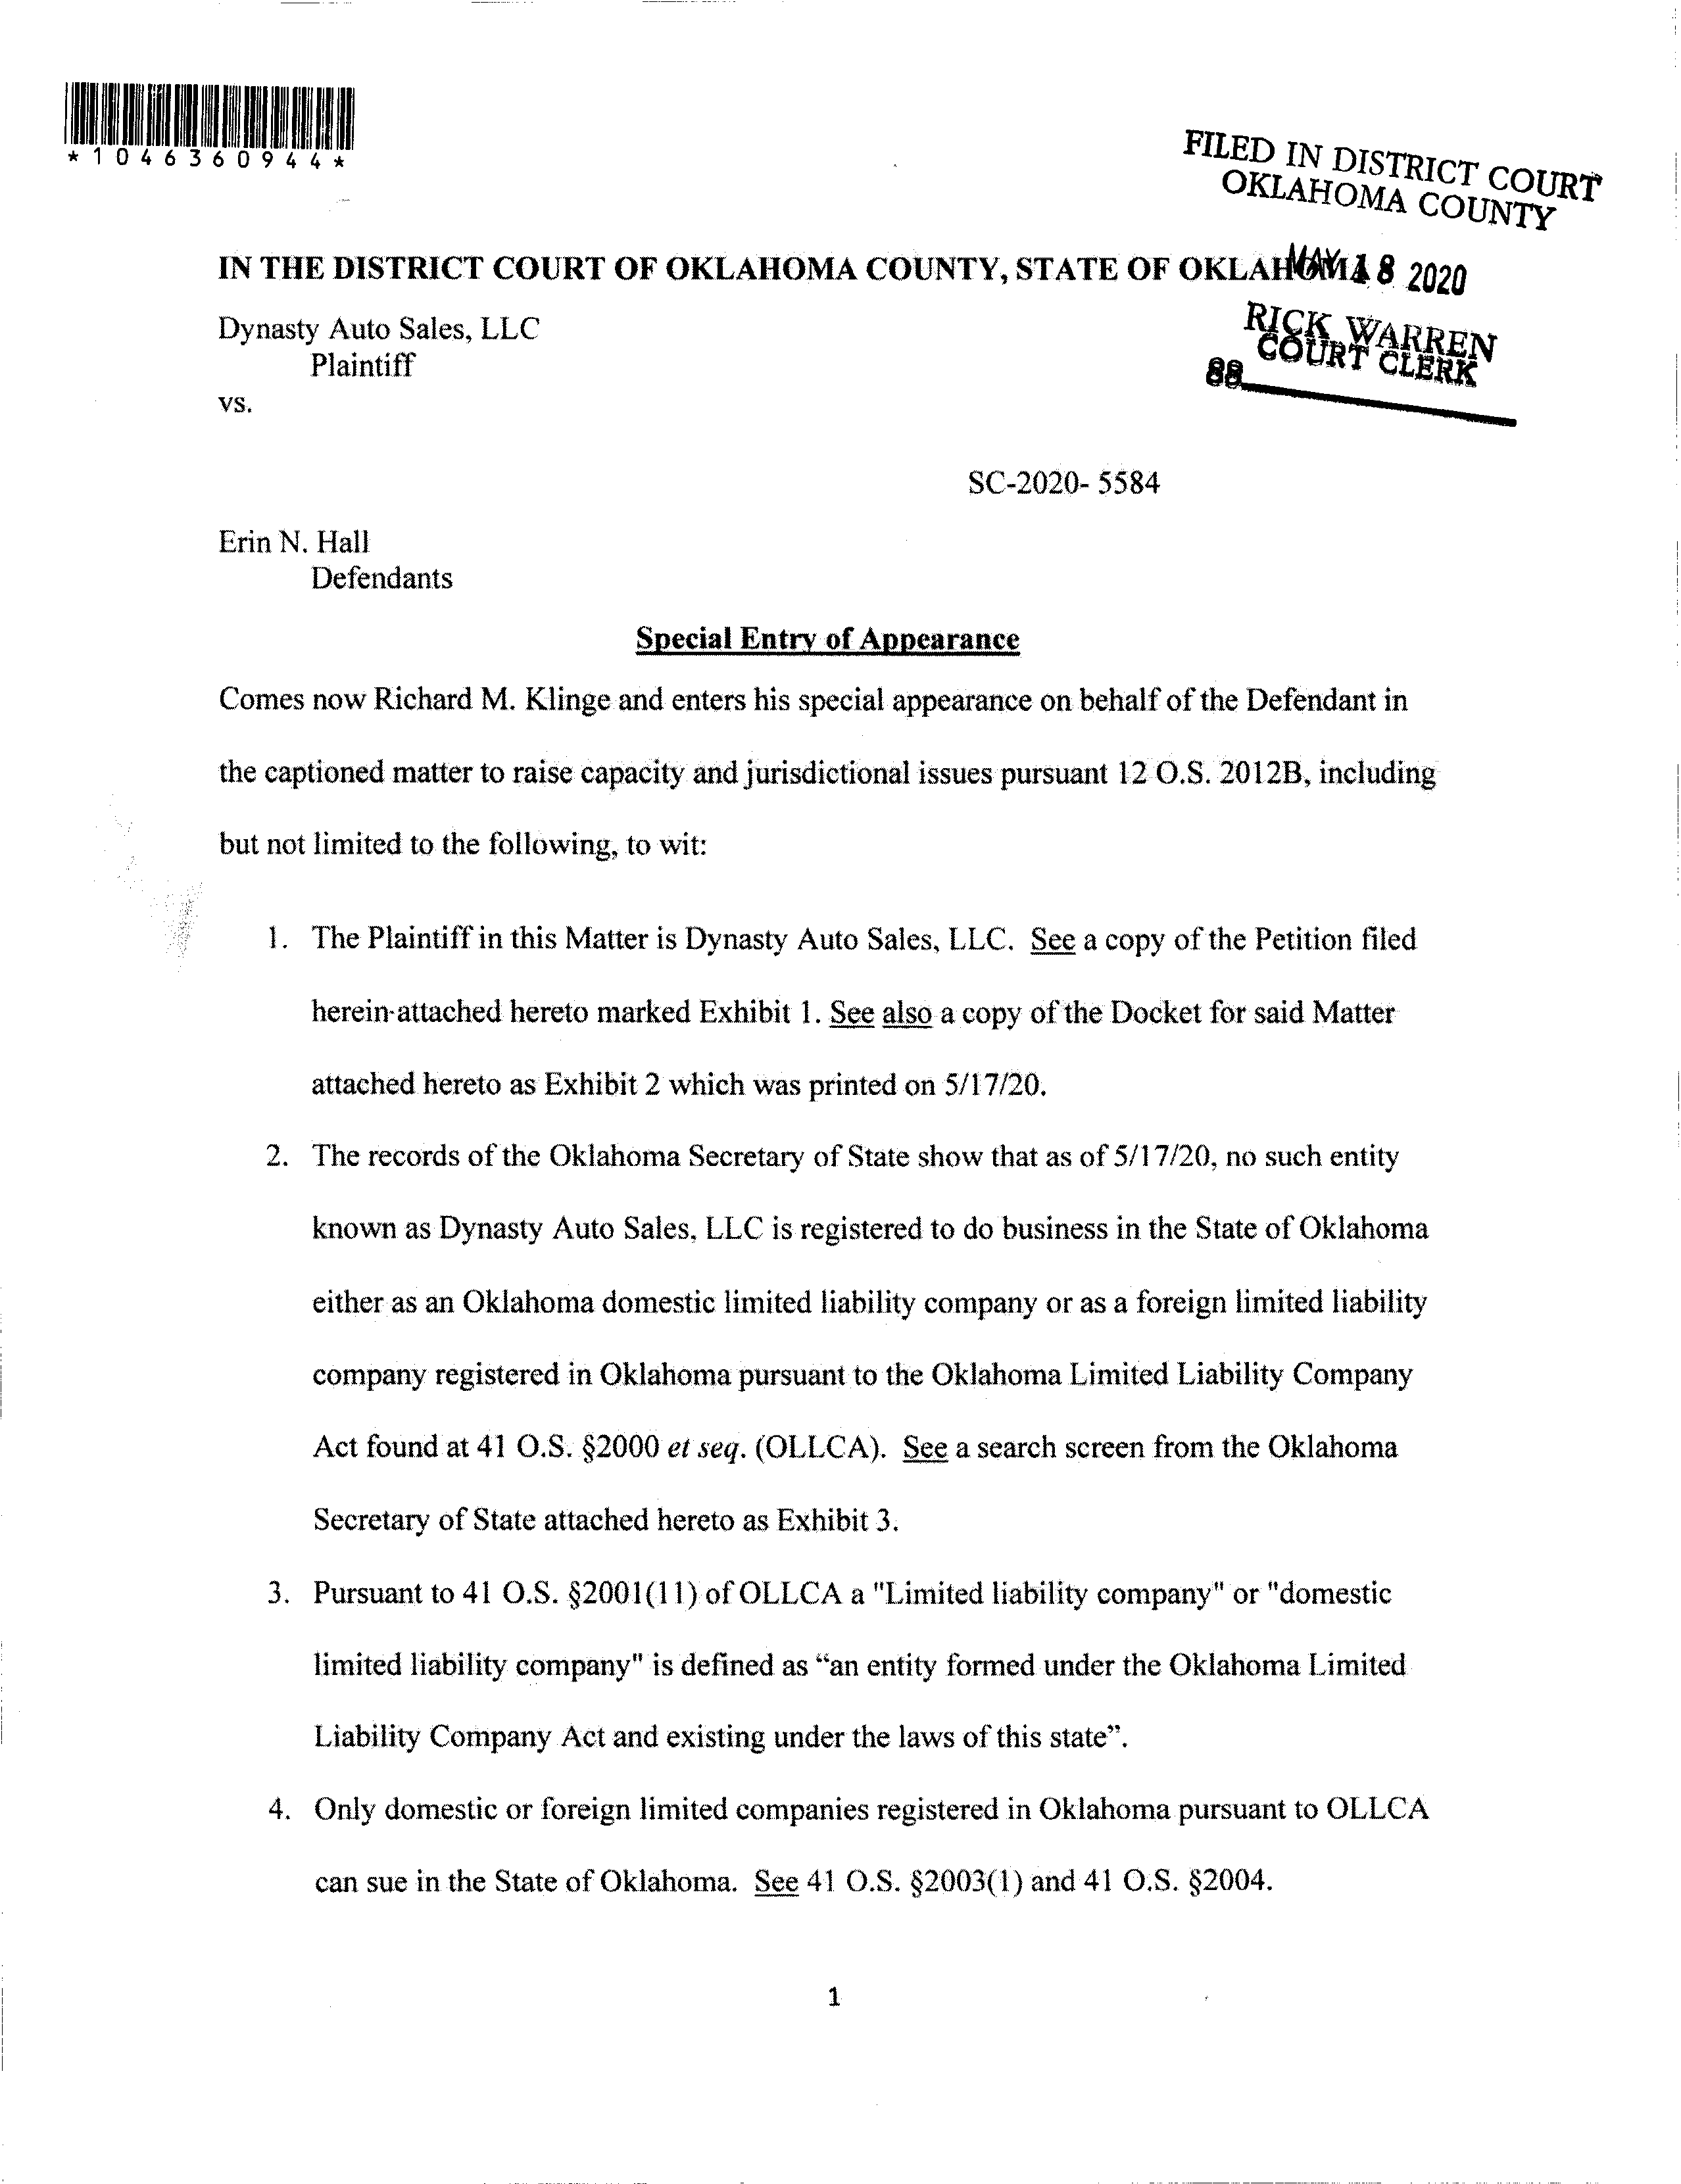 *1046360944*
FILED IN DISTRICT COURT
OKLAHOMA COUNTY
IN THE DISTRICT COURT OF OKLAHOMA COUNTY, STATE OF OKLAHOMA
MAY 18 2020
Dynasty Auto Sales, LLC
Plaintiff
RICK WARREN
COURT CLERK
88
vs.
SC-2020- 5584
Erin N. Hall
Defendants
Special Entry of Appearance
Comes now Richard M. Klinge and enters his special appearance on behalf of the Defendant in
the captioned matter to raise capacity and jurisdictional issues pursuant 12 O.S. 2012B, including
but not limited to the following, to wit:
1. The Plaintiff in this Matter is Dynasty Auto Sales, LLC. See a copy of the Petition filed
herein-attached hereto marked Exhibit 1. See also a copy of the Docket for said Matter
attached hereto as Exhibit 2 which was printed on 5/17/20.
2. The records of the Oklahoma Secretary of State show that as of 5/17/20, no such entity
known as Dynasty Auto Sales, LLC is registered to do business in the State of Oklahoma
either as an Oklahoma domestic limited liability company or as a foreign limited liability
company registered in Oklahoma pursuant to the Oklahoma Limited Liability Company
Act found at 41 O.S. §2000 et seq. (OLLCA). See a search screen from the Oklahoma
Secretary of State attached hereto as Exhibit 3.
3. Pursuant to 41 O.S. §2001(11) of OLLCA a "Limited liability company" or "domestic
limited liability company" is defined as “an entity formed under the Oklahoma Limited
Liability Company Act and existing under the laws of this state”.
4. Only domestic or foreign limited companies registered in Oklahoma pursuant to OLLCA
can sue in the State of Oklahoma. See 41 O.S. §2003(1) and 41 O.S. §2004.
1